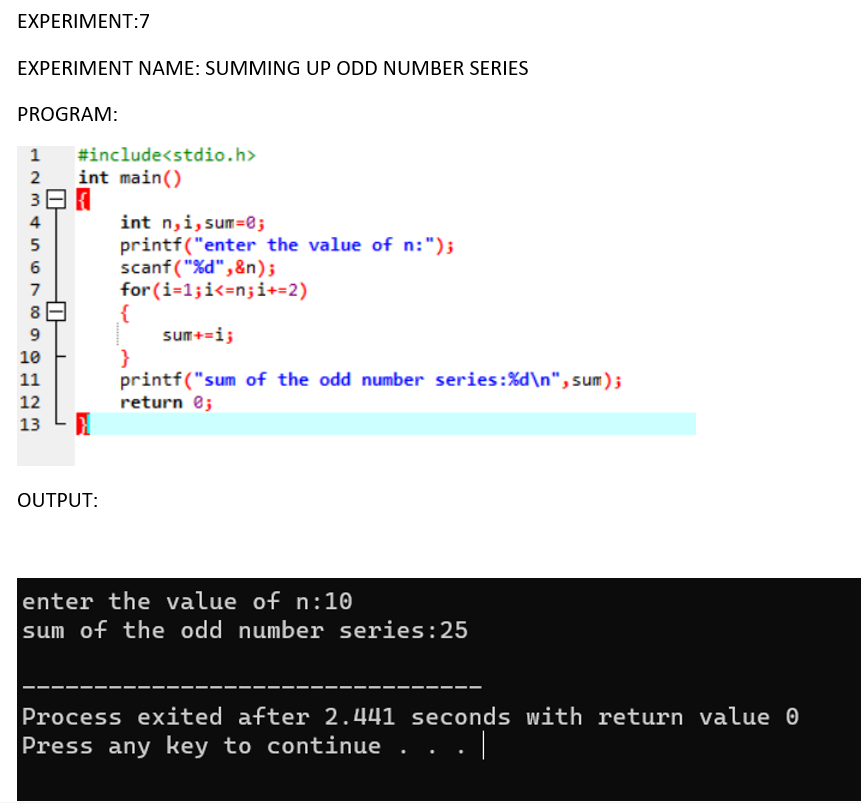 EXPERIMENT:7
EXPERIMENT NAME: SUMMING UP ODD NUMBER SERIES
PROGRAM:
1 #include<stdio.h>
2 int main()
3 {
4 int n,i,sum=0;
5 printf("enter the value of n:");
6 scanf("%d",&n);
7 for(i=1;i<=n;i+=2)
8 {
9 sum+=i;
10 }
11 printf("sum of the odd number series:%d\n",sum);
12 return 0;
13 }
OUTPUT:
enter the value of n:10
sum of the odd number series:25
--------------------------------
Process exited after 2.441 seconds with return value 0
Press any key to continue . . .